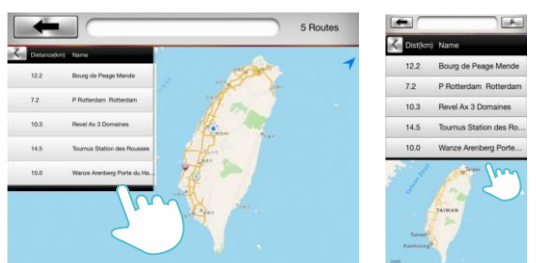 5 Routes
Distance(km) Name
12.2 Bourg de Peage Mende
7.2 P Rotterdam Rotterdam
10.3 Revel Ax 3 Domaines
14.5 Tournus Station des Rousses
10.0 Wanze Arenberg Porte du Ha...
Dist(km) Name
12.2 Bourg de Peage Mende
7.2 P Rotterdam Rotterdam
10.3 Revel Ax 3 Domaines
14.5 Tournus Station des Ro...
10.0 Wanze Arenberg Porte...
Taipei
TAIWAN
Tainan
Kaohsiung